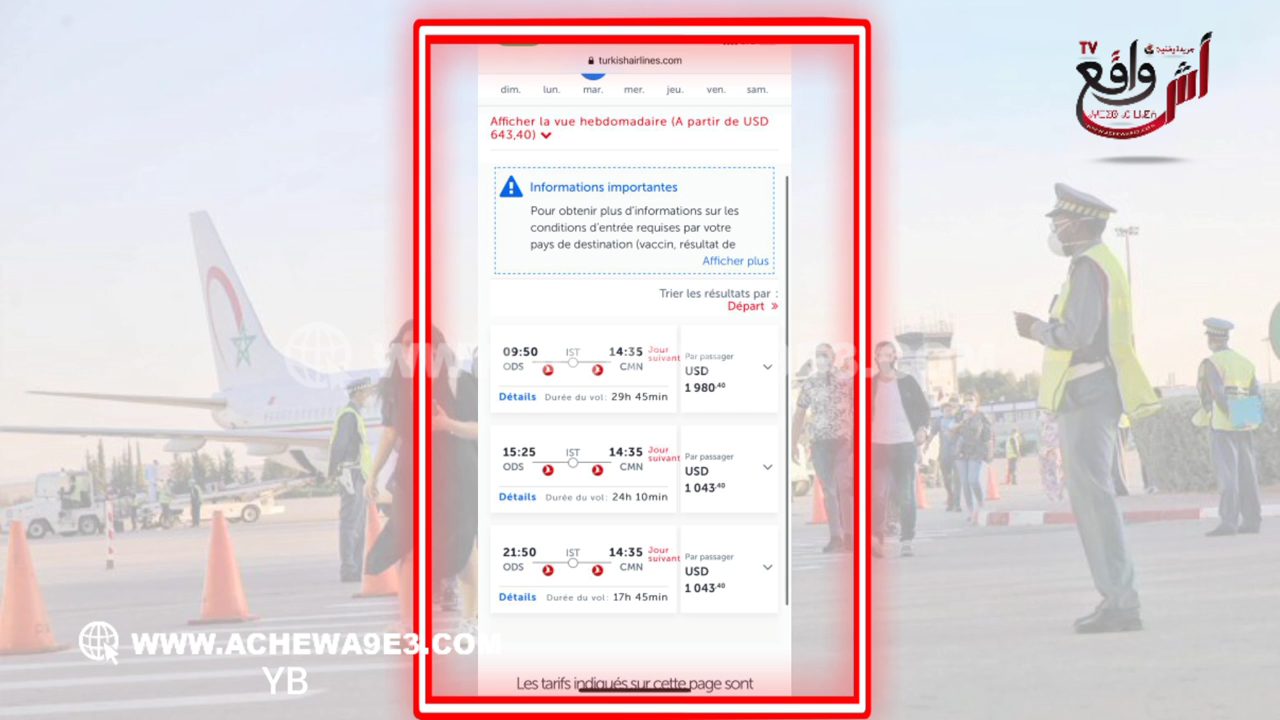 turkishairlines.com
dim. lun. mar. mer. jeu. ven. sam.
Afficher la vue hebdomadaire (A partir de USD
643,40)
Informations importantes
Pour obtenir plus d'informations sur les
conditions d'entrée requises par votre
pays de destination (vaccin, résultat de
Afficher plus
Trier les résultats par :
Départ »
09:50 IST 14:35 Jour suivant
ODS CMN
Détails Durée du vol: 29h 45min
Par passager
USD
1 980,40
15:25 IST 14:35 Jour suivant
ODS CMN
Détails Durée du vol: 24h 10min
Par passager
USD
1 043,40
21:50 IST 14:35 Jour suivant
ODS CMN
Détails Durée du vol: 17h 45min
Par passager
USD
1 043,40
Les tarifs indiqués sur cette page sont
TV
جريدة وطنية
أش واقع
WWW.ACHEWA9E3.COM
YB